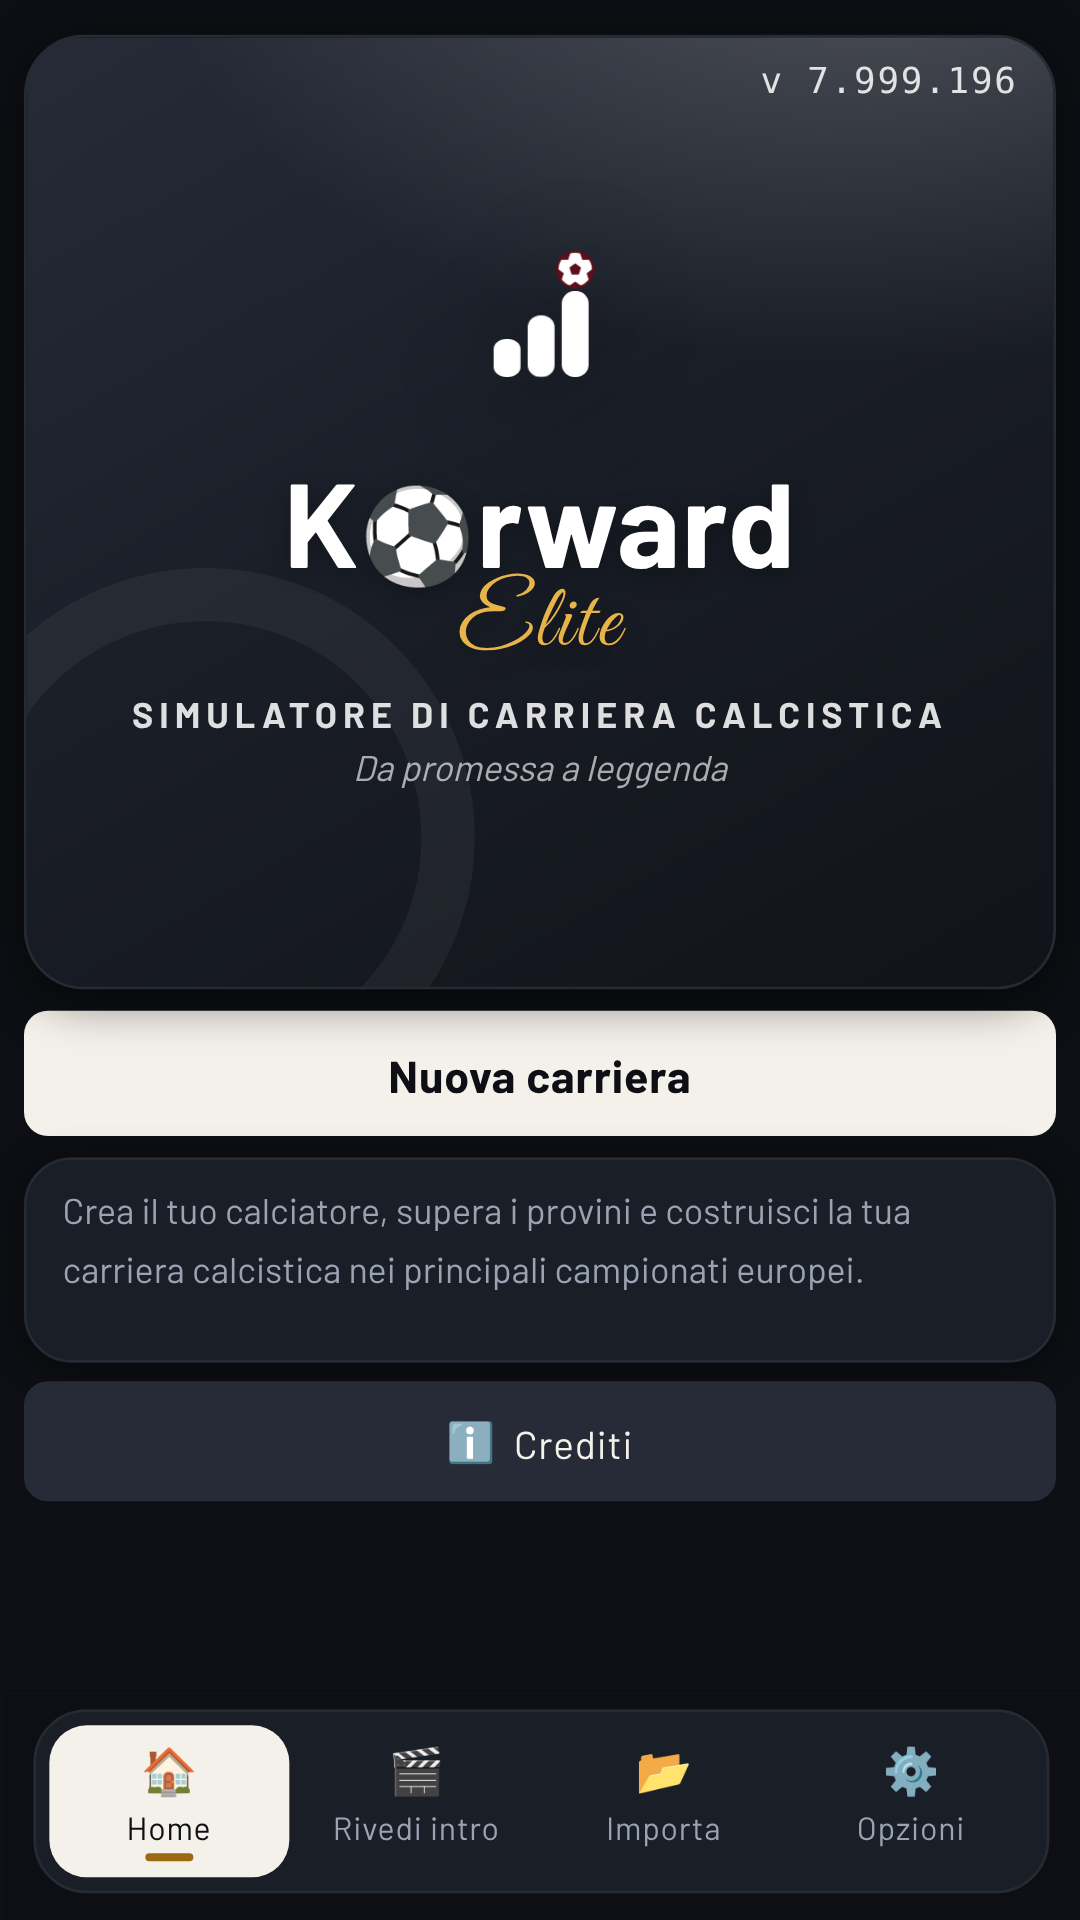 v 7.999.196
K⚽rward
Elite
SIMULATORE DI CARRIERA CALCISTICA
Da promessa a leggenda
Nuova carriera
Crea il tuo calciatore, supera i provini e costruisci la tua
carriera calcistica nei principali campionati europei.
ℹ️ Crediti
Home
Rivedi intro
Importa
Opzioni